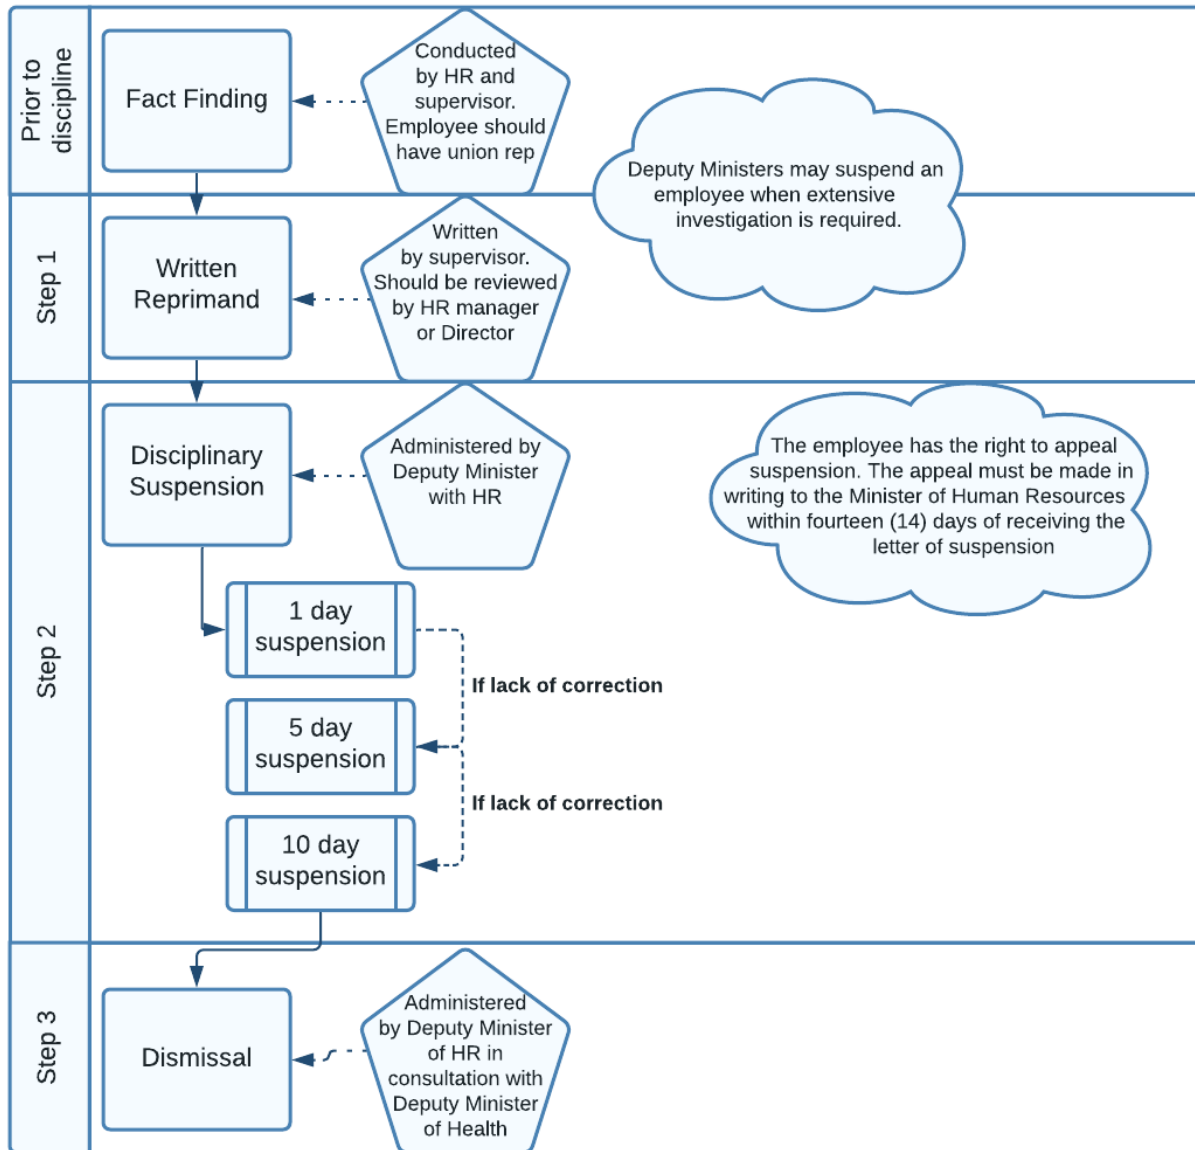 Prior to
discipline
Fact Finding
Conducted
by HR and
supervisor.
Employee should
have union rep
Deputy Ministers may suspend an
employee when extensive
investigation is required.
Step 1
Written
Reprimand
Written
by supervisor.
Should be reviewed
by HR manager
or Director
Step 2
Disciplinary
Suspension
Administered by
Deputy Minister
with HR
The employee has the right to appeal
suspension. The appeal must be made in
writing to the Minister of Human Resources
within fourteen (14) days of receiving the
letter of suspension
1 day
suspension
If lack of correction
5 day
suspension
If lack of correction
10 day
suspension
Step 3
Dismissal
Administered
by Deputy Minister
of HR in
consultation with
Deputy Minister
of Health